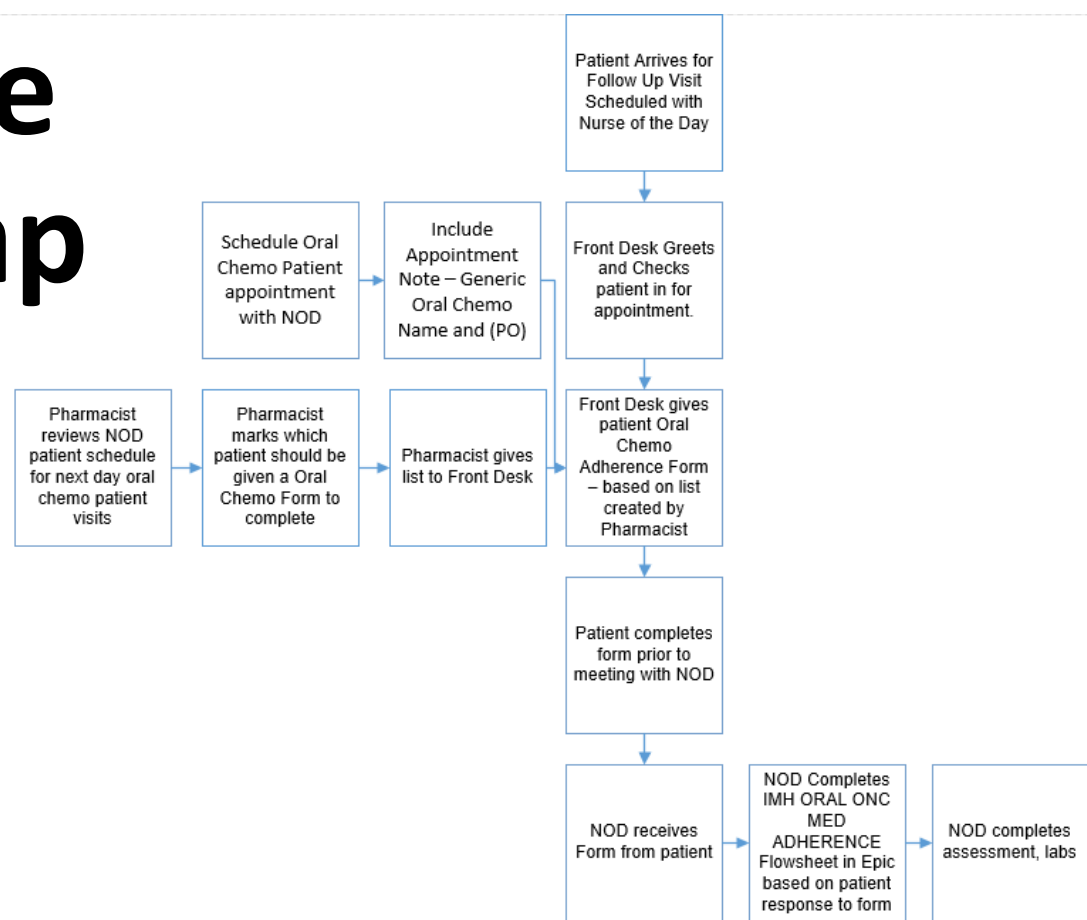 e
ap
Patient Arrives for
Follow Up Visit
Scheduled with
Nurse of the Day
Schedule Oral
Chemo Patient
appointment
with NOD
Include
Appointment
Note – Generic
Oral Chemo
Name and (PO)
Front Desk Greets
and Checks
patient in for
appointment.
Pharmacist
reviews NOD
patient schedule
for next day oral
chemo patient
visits
Pharmacist
marks which
patient should be
given a Oral
Chemo Form to
complete
Pharmacist gives
list to Front Desk
Front Desk gives
patient Oral
Chemo
Adherence Form
– based on list
created by
Pharmacist
Patient completes
form prior to
meeting with NOD
NOD receives
Form from patient
NOD Completes
IMH ORAL ONC
MED
ADHERENCE
Flowsheet in Epic
based on patient
response to form
NOD completes
assessment, labs